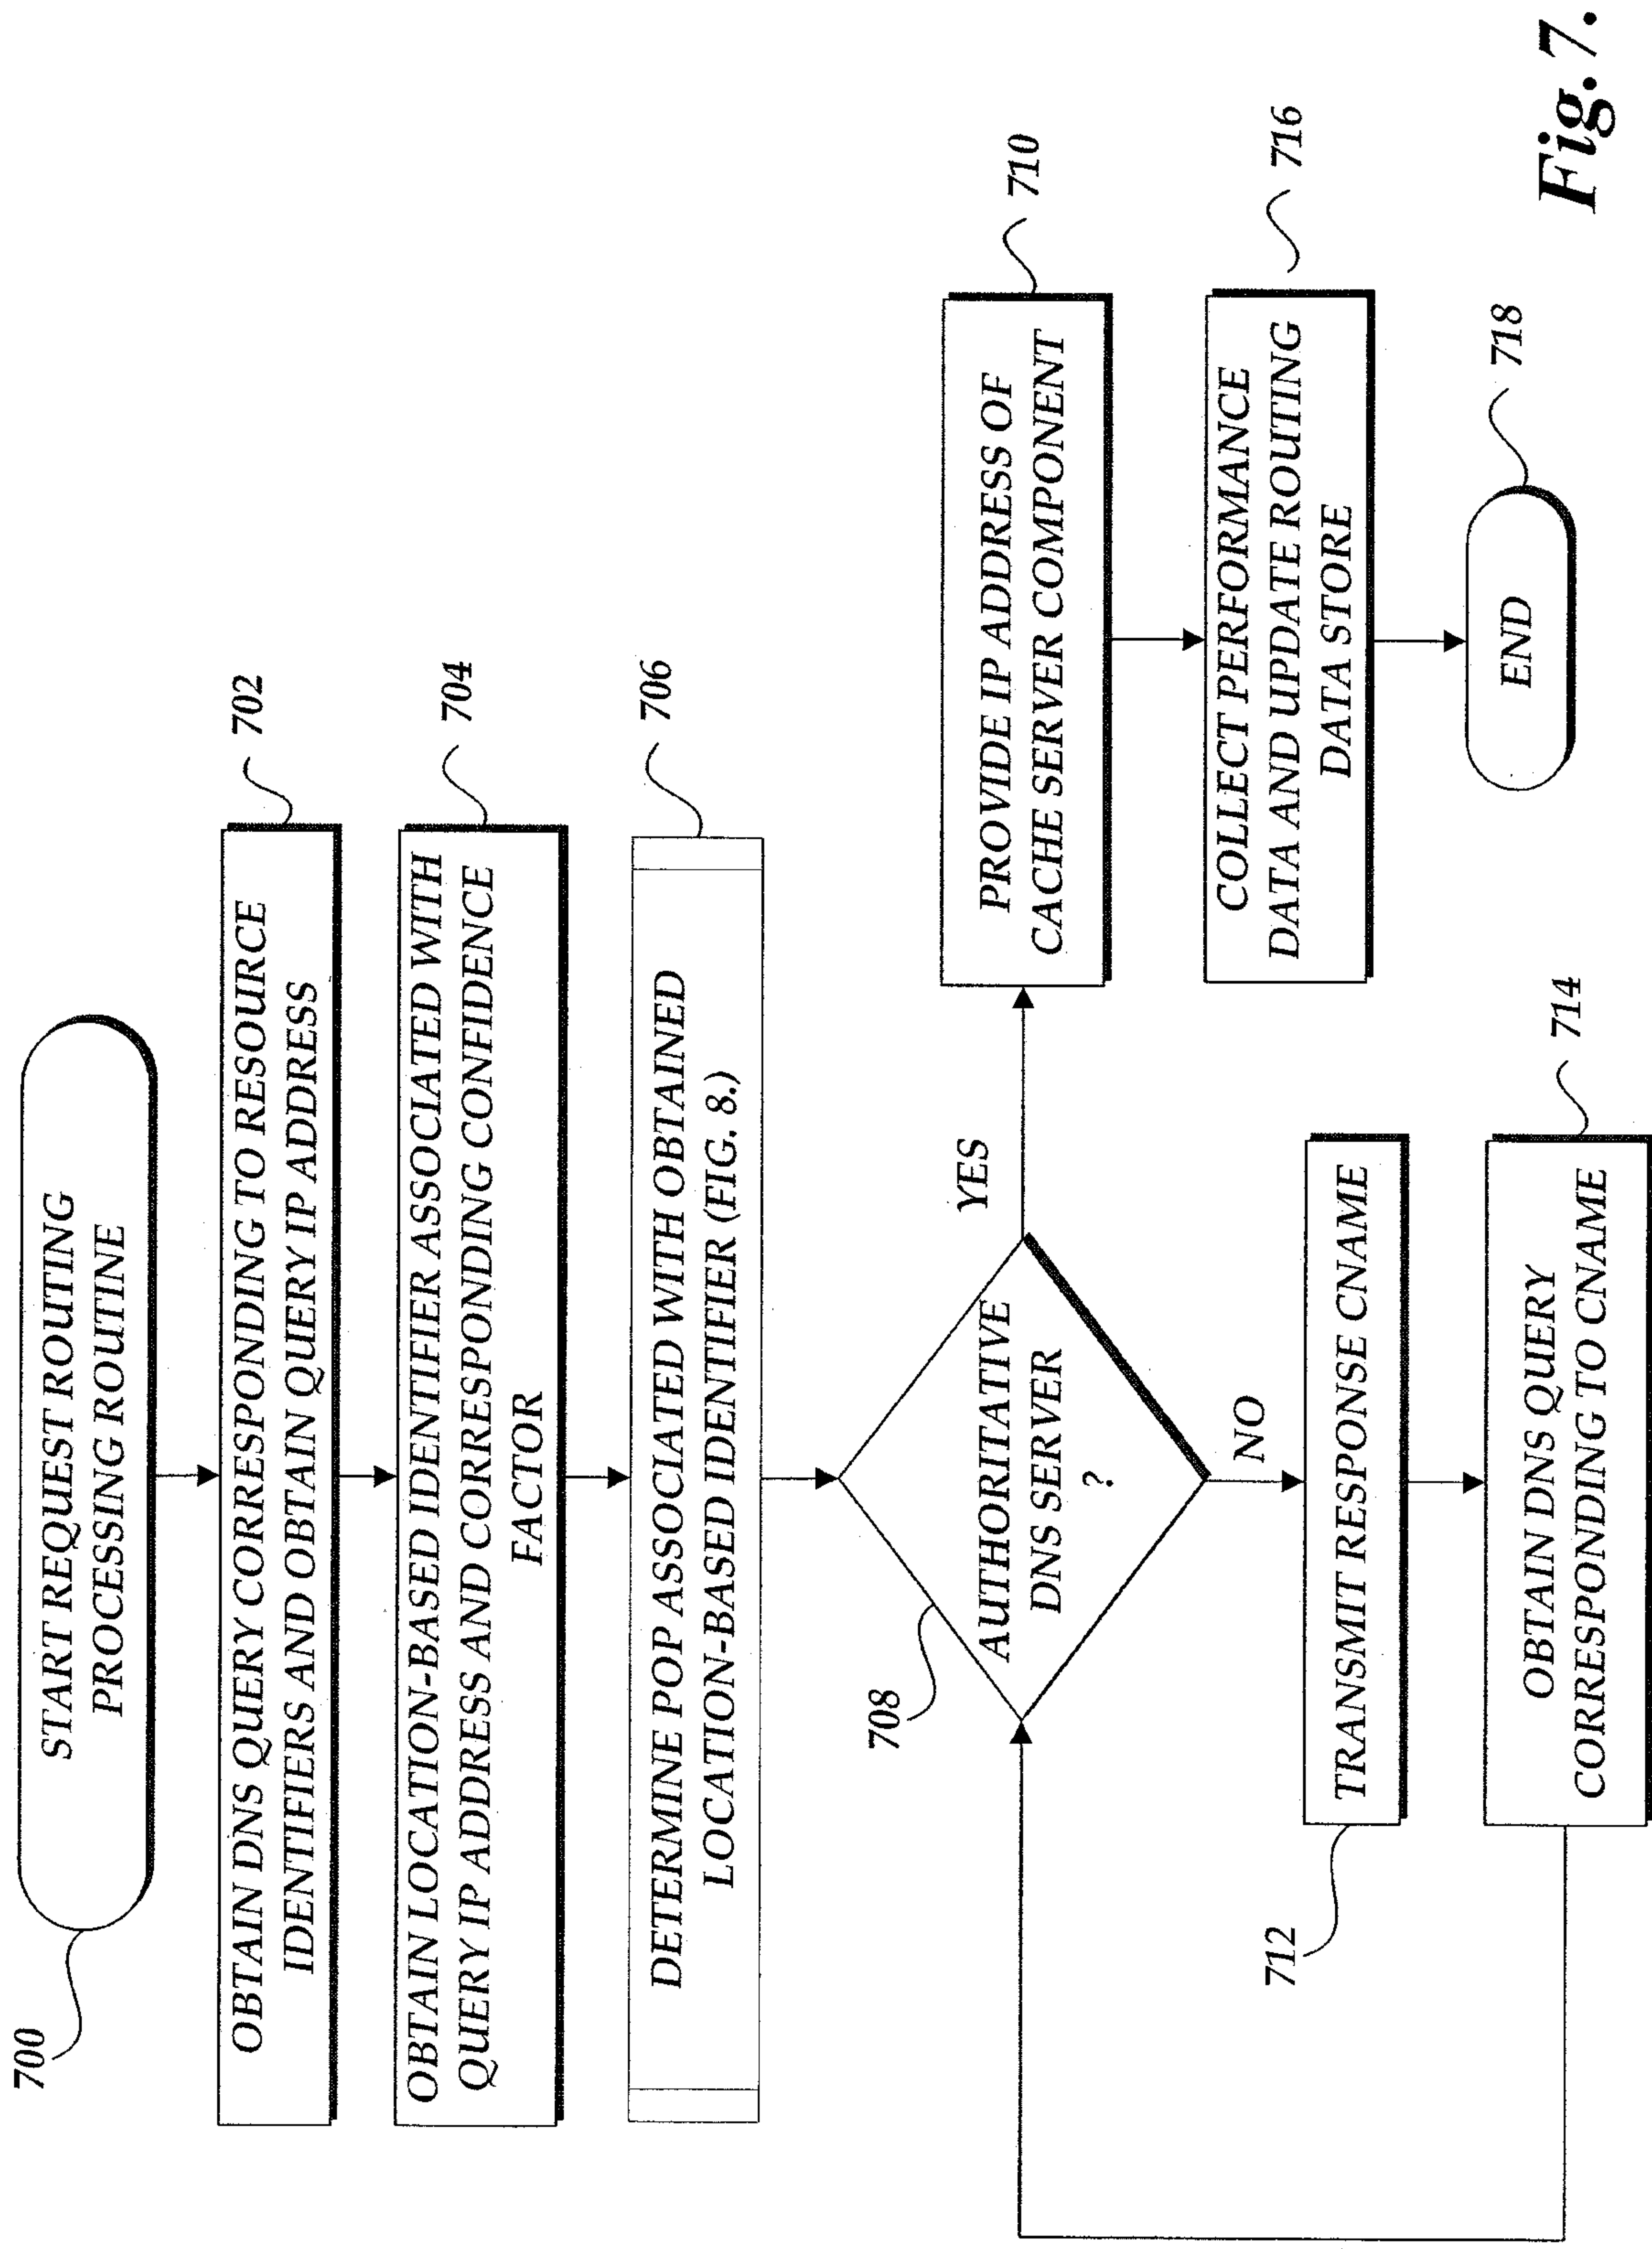 700
START REQUEST ROUTING
PROCESSING ROUTINE
702
OBTAIN DNS QUERY CORRESPONDING TO RESOURCE
IDENTIFIERS AND OBTAIN QUERY IP ADDRESS
704
OBTAIN LOCATION-BASED IDENTIFIER ASSOCIATED WITH
QUERY IP ADDRESS AND CORRESPONDING CONFIDENCE
FACTOR
706
DETERMINE POP ASSOCIATED WITH OBTAINED
LOCATION-BASED IDENTIFIER (FIG. 8.)
708
AUTHORITATIVE
DNS SERVER
?
YES
710
PROVIDE IP ADDRESS OF
CACHE SERVER COMPONENT
716
COLLECT PERFORMANCE
DATA AND UPDATE ROUTING
DATA STORE
718
END
NO
712
TRANSMIT RESPONSE CNAME
714
OBTAIN DNS QUERY
CORRESPONDING TO CNAME
Fig.7.